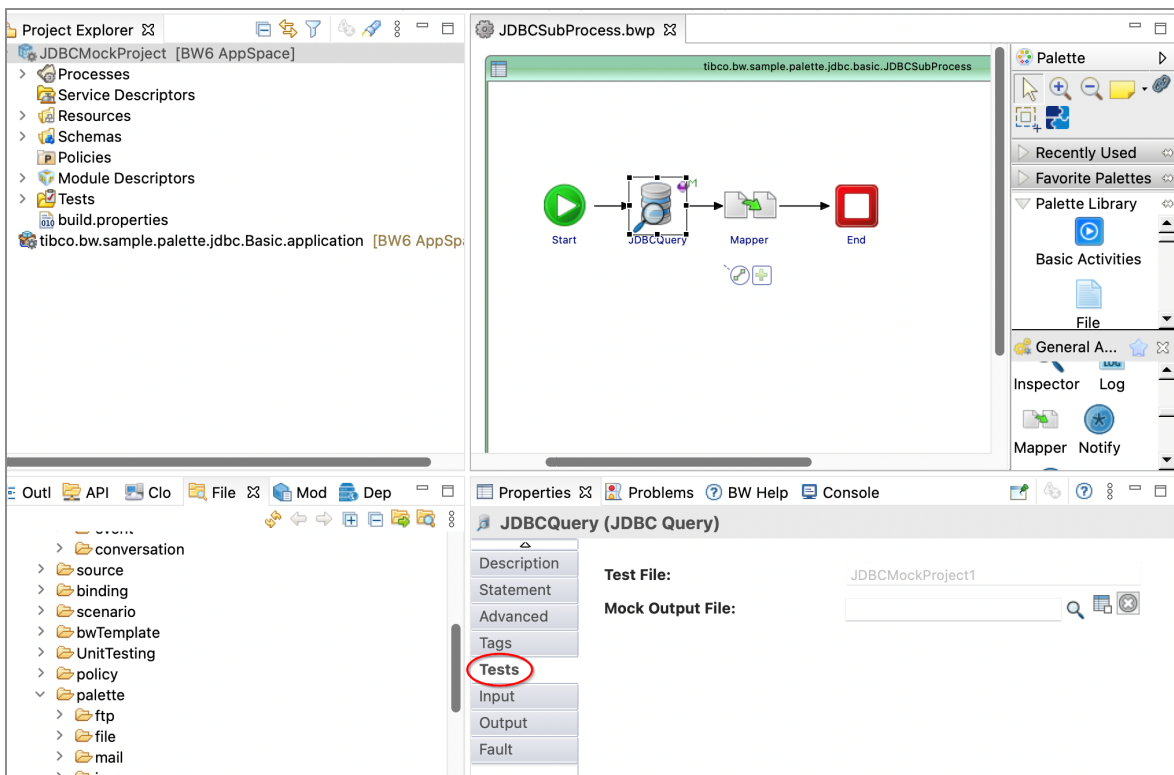 Project Explorer
JDBCMockProject [BW6 AppSpace]
Processes
Service Descriptors
Resources
Schemas
Policies
Module Descriptors
Tests
build.properties
tibco.bw.sample.palette.jdbc.Basic.application [BW6 AppSpa
JDBCSubProcess.bwp
tibco.bw.sample.palette.jdbc.basic.JDBCSubProcess
Start
JDBCQuery
Mapper
End
Palette
Recently Used
Favorite Palettes
Palette Library
Basic Activities
File
General A...
Inspector Log
Mapper Notify
Outl API Clo File Mod Dep
conversation
source
binding
scenario
bwTemplate
UnitTesting
policy
palette
ftp
file
mail
Properties Problems BW Help Console
JDBCQuery (JDBC Query)
Description
Statement
Advanced
Tags
Tests
Input
Output
Fault
Test File: JDBCMockProject1
Mock Output File: